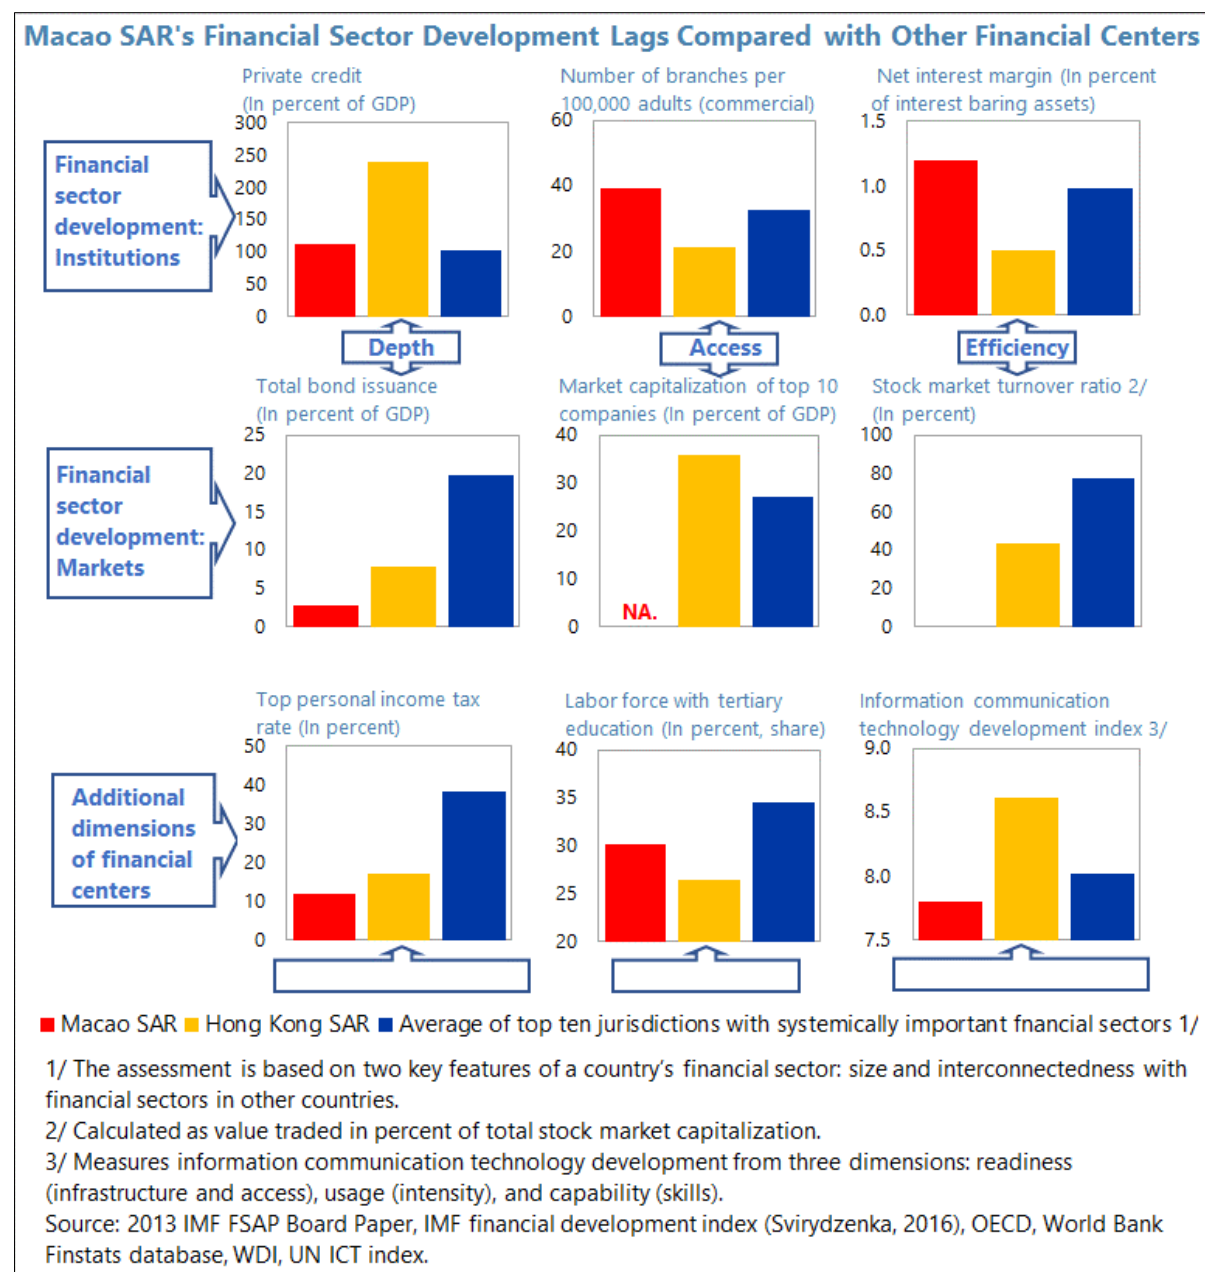 Macao SAR's Financial Sector Development Lags Compared with Other Financial Centers
Financial
sector
development:
Institutions
Private credit
(In percent of GDP)
300
250
200
150
100
50
0
Number of branches per
100,000 adults (commercial)
60
40
20
0
Net interest margin (In percent
of interest baring assets)
1.5
1.0
0.5
0.0
Depth
Access
Efficiency
Financial
sector
development:
Markets
Total bond issuance
(In percent of GDP)
25
20
15
10
5
0
Market capitalization of top 10
companies (In percent of GDP)
40
30
20
10
0
NA.
Stock market turnover ratio 2/
(In percent)
100
80
60
40
20
0
Additional
dimensions
of financial
centers
Top personal income tax
rate (In percent)
50
40
30
20
10
0
Labor force with tertiary
education (In percent, share)
40
35
30
25
20
Information communication
technology development index 3/
9.0
8.5
8.0
7.5
Macao SAR Hong Kong SAR Average of top ten jurisdictions with systemically important fnancial sectors 1/
1/ The assessment is based on two key features of a country's financial sector: size and interconnectedness with
financial sectors in other countries.
2/ Calculated as value traded in percent of total stock market capitalization.
3/ Measures information communication technology development from three dimensions: readiness
(infrastructure and access), usage (intensity), and capability (skills).
Source: 2013 IMF FSAP Board Paper, IMF financial development index (Svirydzenka, 2016), OECD, World Bank
Finstats database, WDI, UN ICT index.